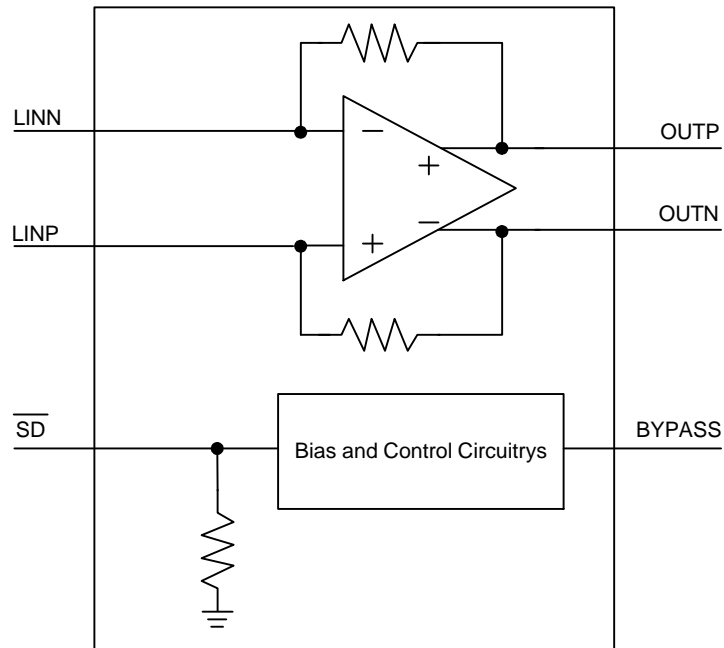 LINN
OUTP
OUTN
LINP
SD
Bias and Control Circuitrys
BYPASS